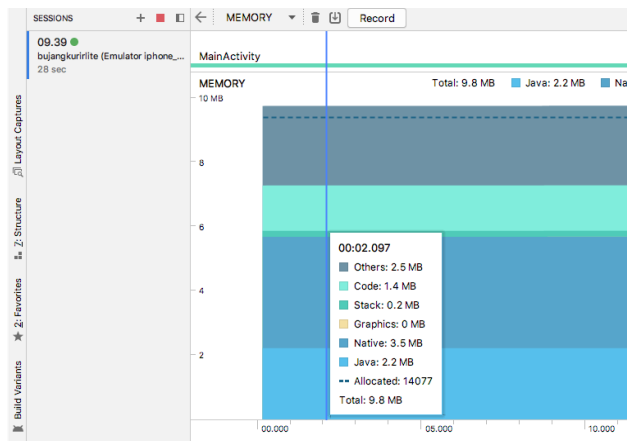 SESSIONS
MEMORY
Record
09.39
bujangkurirlite (Emulator iphone_...
28 sec
MainActivity
MEMORY
Total: 9.8 MB
Java: 2.2 MB
Na
10 MB
8
6
4
2
00:02.097
Others: 2.5 MB
Code: 1.4 MB
Stack: 0.2 MB
Graphics: 0 MB
Native: 3.5 MB
Java: 2.2 MB
Allocated: 14077
Total: 9.8 MB
00.000
05.000
10.000
Layout Captures
Z: Structure
2: Favorites
Build Variants